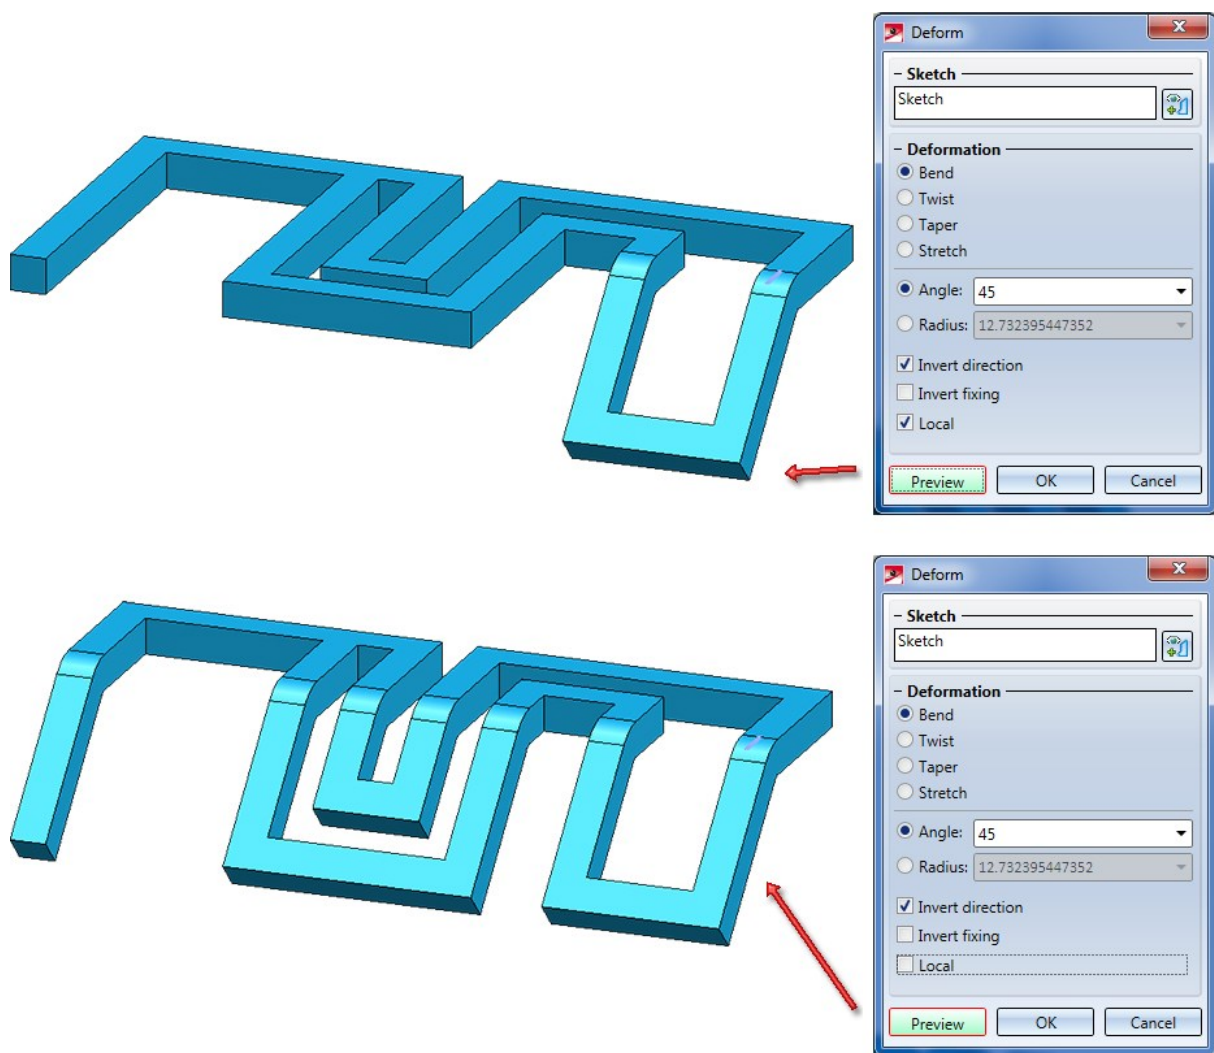 Deform
Sketch
Sketch
Deformation
Bend
Twist
Taper
Stretch
Angle: 45
Radius: 12.732395447352
Invert direction
Invert fixing
Local
Preview OK Cancel
Deform
Sketch
Sketch
Deformation
Bend
Twist
Taper
Stretch
Angle: 45
Radius: 12.732395447352
Invert direction
Invert fixing
Local
Preview OK Cancel